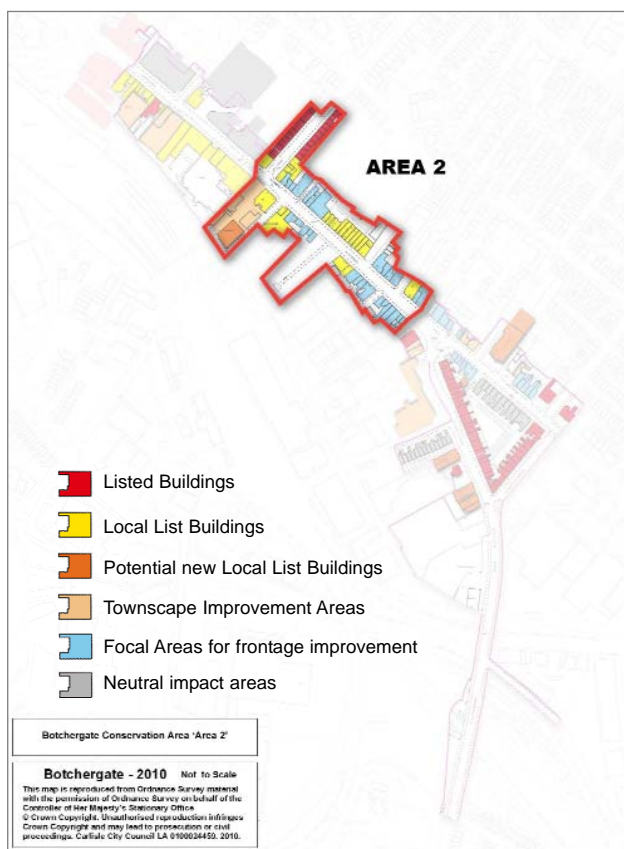 AREA 2
Listed Buildings
Local List Buildings
Potential new Local List Buildings
Townscape Improvement Areas
Focal Areas for frontage improvement
Neutral impact areas
Botchergate Conservation Area 'Area 2'
Botchergate - 2010 Not to Scale
This map is reproduced from Ordnance Survey material
with the permission of Ordnance Survey on behalf of the
Controller of Her Majesty's Stationary Office
© Crown Copyright. Unauthorised reproduction infringes
Crown Copyright and may lead to prosecution or civil
proceedings. Carlisle City Council LA 0100024459. 2010.